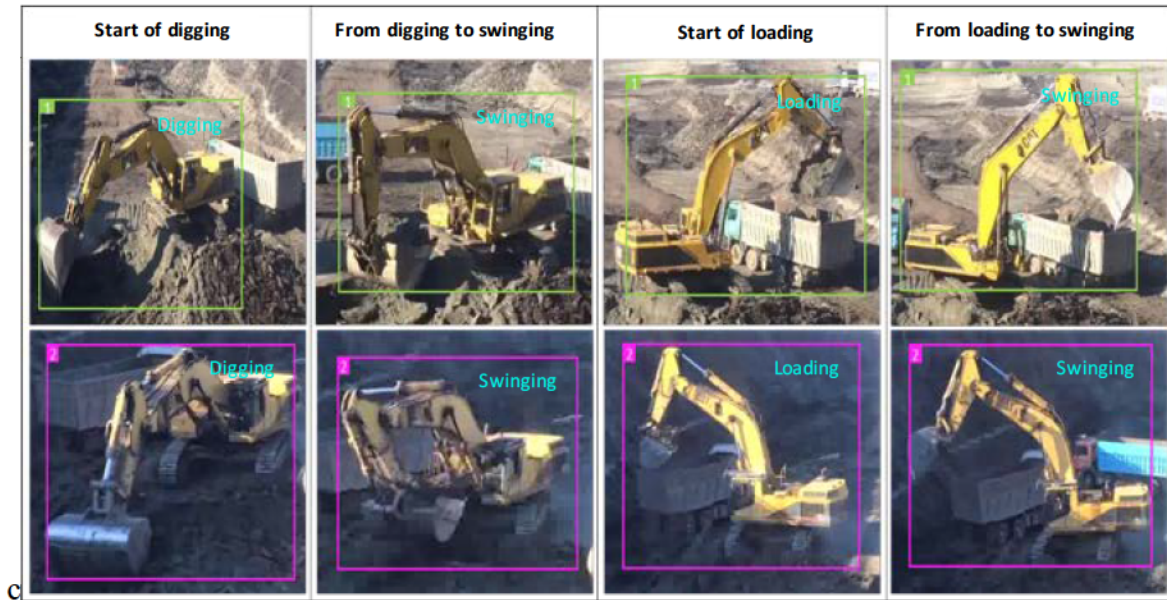 Start of digging
From digging to swinging
Start of loading
From loading to swinging
1
Digging
1
Swinging
1
Loading
1
Swinging
2
Digging
2
Swinging
2
Loading
2
Swinging
c